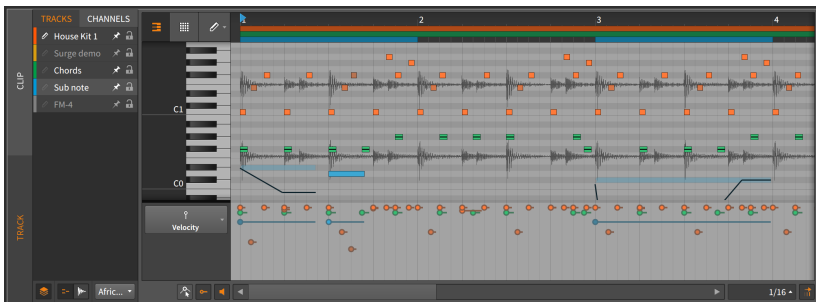 TRACKS CHANNELS
1 2 3 4
House Kit 1
Surge demo
Chords
Sub note
FM-4
CLIP
TRACK
C1
C0
Velocity
Afric...
1/16